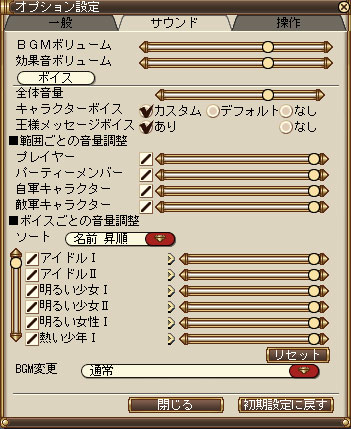 オプション設定
一般 サウンド 操作
BGMボリューム
効果音ボリューム
ボイス
全体音量
キャラクターボイス カスタム デフォルト なし
王様メッセージボイス あり なし
■範囲ごとの音量調整
プレイヤー
パーティーメンバー
自軍キャラクター
敵軍キャラクター
■ボイスごとの音量調整
ソート 名前 昇順
アイドルⅠ
アイドルⅡ
明るい少女Ⅰ
明るい少女Ⅱ
明るい女性Ⅰ
熱い少年Ⅰ
リセット
BGM変更 通常
閉じる 初期設定に戻す